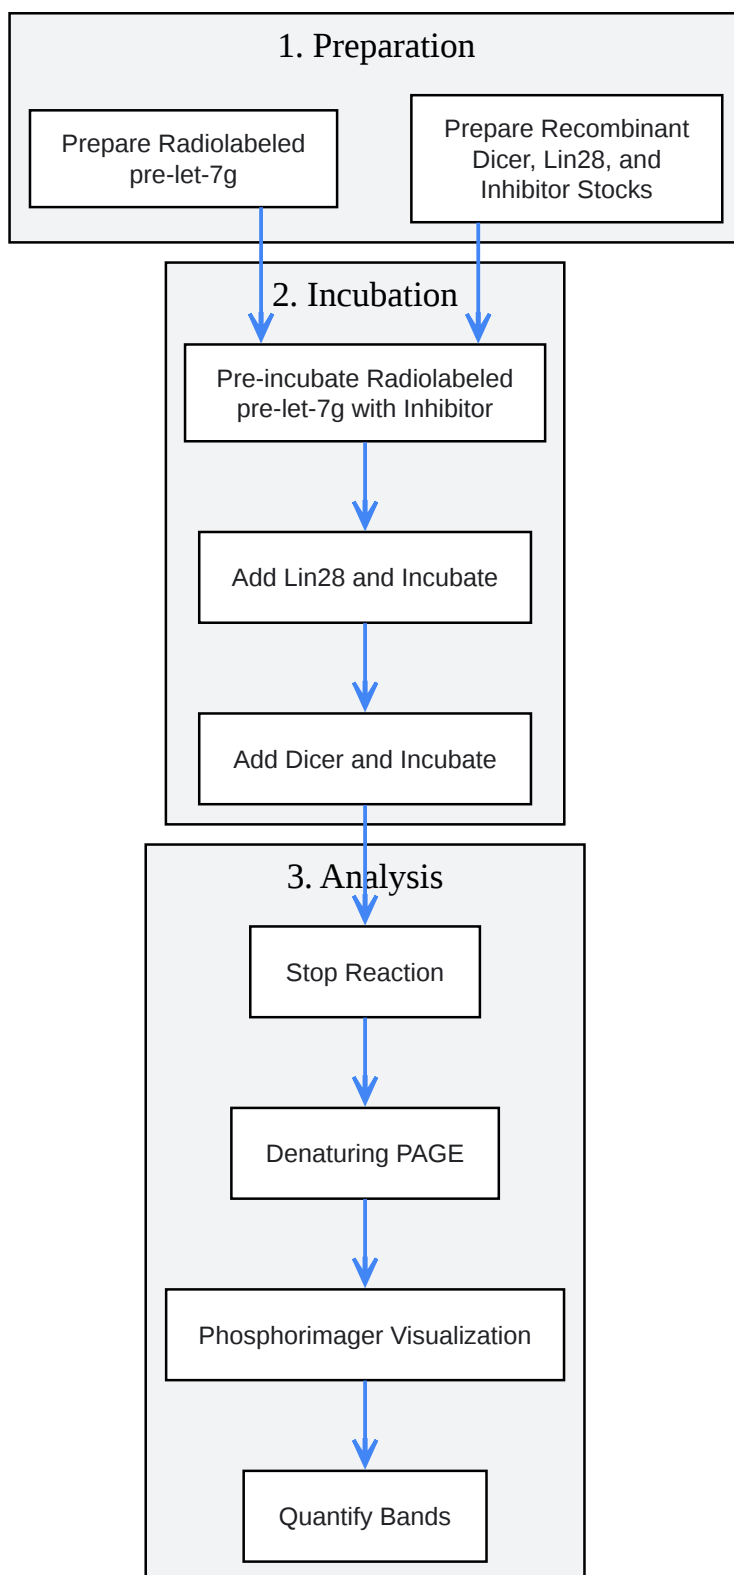 1. Preparation
Prepare Radiolabeled
pre-let-7g
Prepare Recombinant
Dicer, Lin28, and
Inhibitor Stocks
2. Incubation
Pre-incubate Radiolabeled
pre-let-7g with Inhibitor
Add Lin28 and Incubate
Add Dicer and Incubate
3. Analysis
Stop Reaction
Denaturing PAGE
Phosphorimager Visualization
Quantify Bands